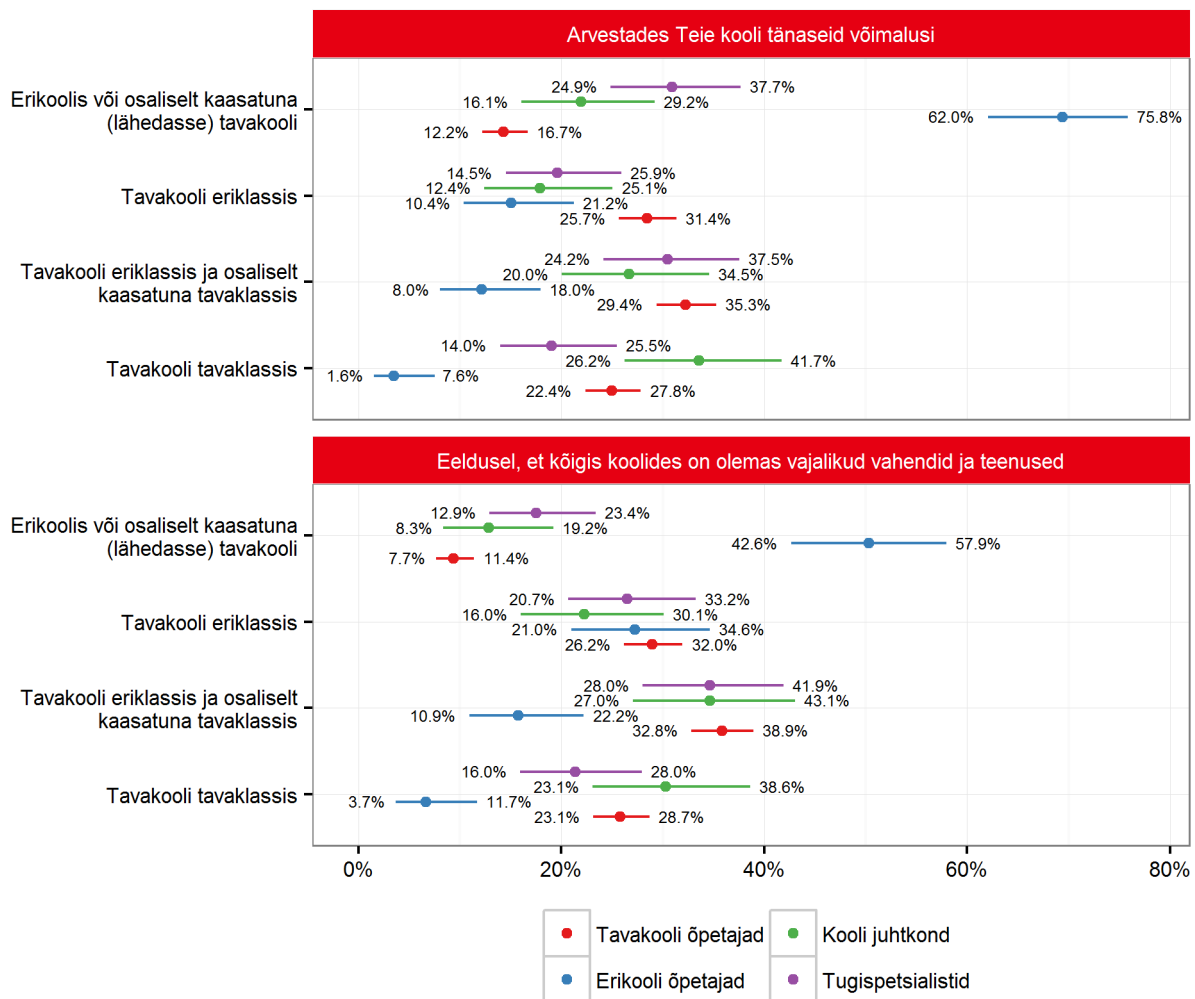 Arvestades Teie kooli tänaseid võimalusi
Erikoolis või osaliselt kaasatuna
(lähedasse) tavakooli
24.9% 37.7%
16.1% 29.2%
62.0% 75.8%
12.2% 16.7%
Tavakooli eriklassis
14.5% 25.9%
12.4% 25.1%
10.4% 21.2%
25.7% 31.4%
Tavakooli eriklassis ja osaliselt
kaasatuna tavaklassis
24.2% 37.5%
20.0% 34.5%
8.0% 18.0%
29.4% 35.3%
Tavakooli tavaklassis
14.0% 25.5%
26.2% 41.7%
1.6% 7.6%
22.4% 27.8%
Eeldusel, et kõigis koolides on olemas vajalikud vahendid ja teenused
Erikoolis või osaliselt kaasatuna
(lähedasse) tavakooli
12.9% 23.4%
8.3% 19.2%
42.6% 57.9%
7.7% 11.4%
Tavakooli eriklassis
20.7% 33.2%
16.0% 30.1%
21.0% 34.6%
26.2% 32.0%
Tavakooli eriklassis ja osaliselt
kaasatuna tavaklassis
28.0% 41.9%
27.0% 43.1%
10.9% 22.2%
32.8% 38.9%
Tavakooli tavaklassis
16.0% 28.0%
23.1% 38.6%
3.7% 11.7%
23.1% 28.7%
0% 20% 40% 60% 80%
Tavakooli õpetajad Kooli juhtkond
Erikooli õpetajad Tugispetsialistid